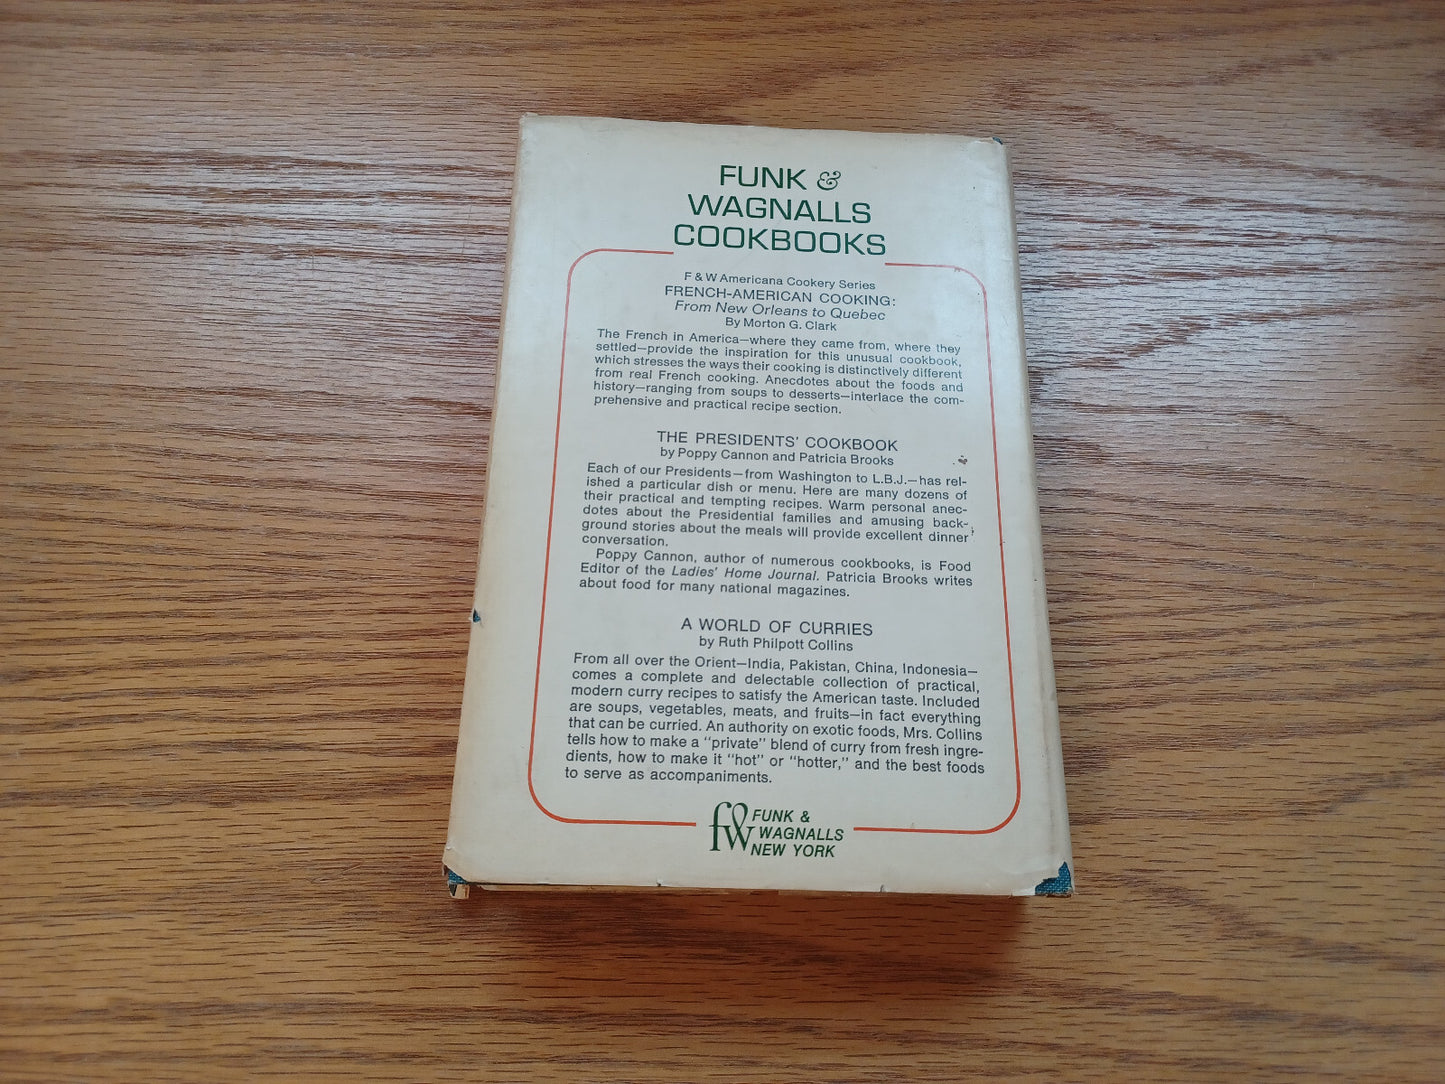 FUNK &
WAGNALLS
COOKBOOKS
F & W Americana Cookery Series
FRENCH-AMERICAN COOKING:
From New Orleans to Quebec
By Morton G. Clark
The French in America—where they came from, where they
settled—provide the inspiration for this unusual cookbook,
which stresses the ways their cooking is distinctively different
from real French cooking. Anecdotes about the foods and
history—ranging from soups to desserts—interlace the com-
prehensive and practical recipe section.
THE PRESIDENTS' COOKBOOK
by Poppy Cannon and Patricia Brooks
Each of our Presidents—from Washington to L.B.J.—has rel-
ished a particular dish or menu. Here are many dozens of
their practical and tempting recipes. Warm personal anec-
dotes about the Presidential families and amusing back-
ground stories about the meals will provide excellent dinner
conversation.
Poppy Cannon, author of numerous cookbooks, is Food
Editor of the Ladies' Home Journal. Patricia Brooks writes
about food for many national magazines.
A WORLD OF CURRIES
by Ruth Philpott Collins
From all over the Orient—India, Pakistan, China, Indonesia—
comes a complete and delectable collection of practical,
modern curry recipes to satisfy the American taste. Included
are soups, vegetables, meats, and fruits—in fact everything
that can be curried. An authority on exotic foods, Mrs. Collins
tells how to make a "private" blend of curry from fresh ingre-
dients, how to make it "hot" or "hotter," and the best foods
to serve as accompaniments.
fw FUNK &
WAGNALLS
NEW YORK